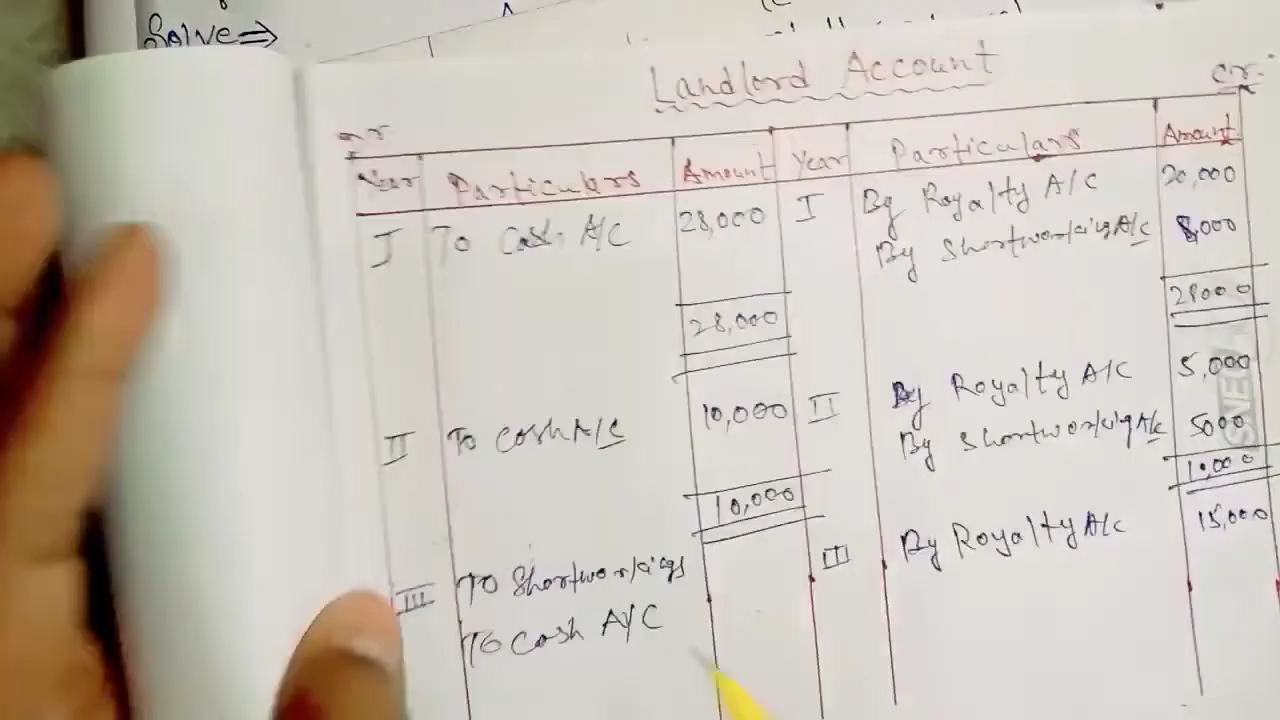 Solve ⇒
Landlord Account
Dr
cr.
Year Particulars Amount Year Particulars Amount
I To Cash A/C 28,000 I By Royalty A/C 20,000
By Shortworking A/c 8,000
28,000 28000
II To Cash A/C 10,000 II By Royalty A/C 5,000
By Shortworking A/c 5000
10,000 10,000
III To Shortworkings III By Royalty A/c 15,000
To Cash A/C